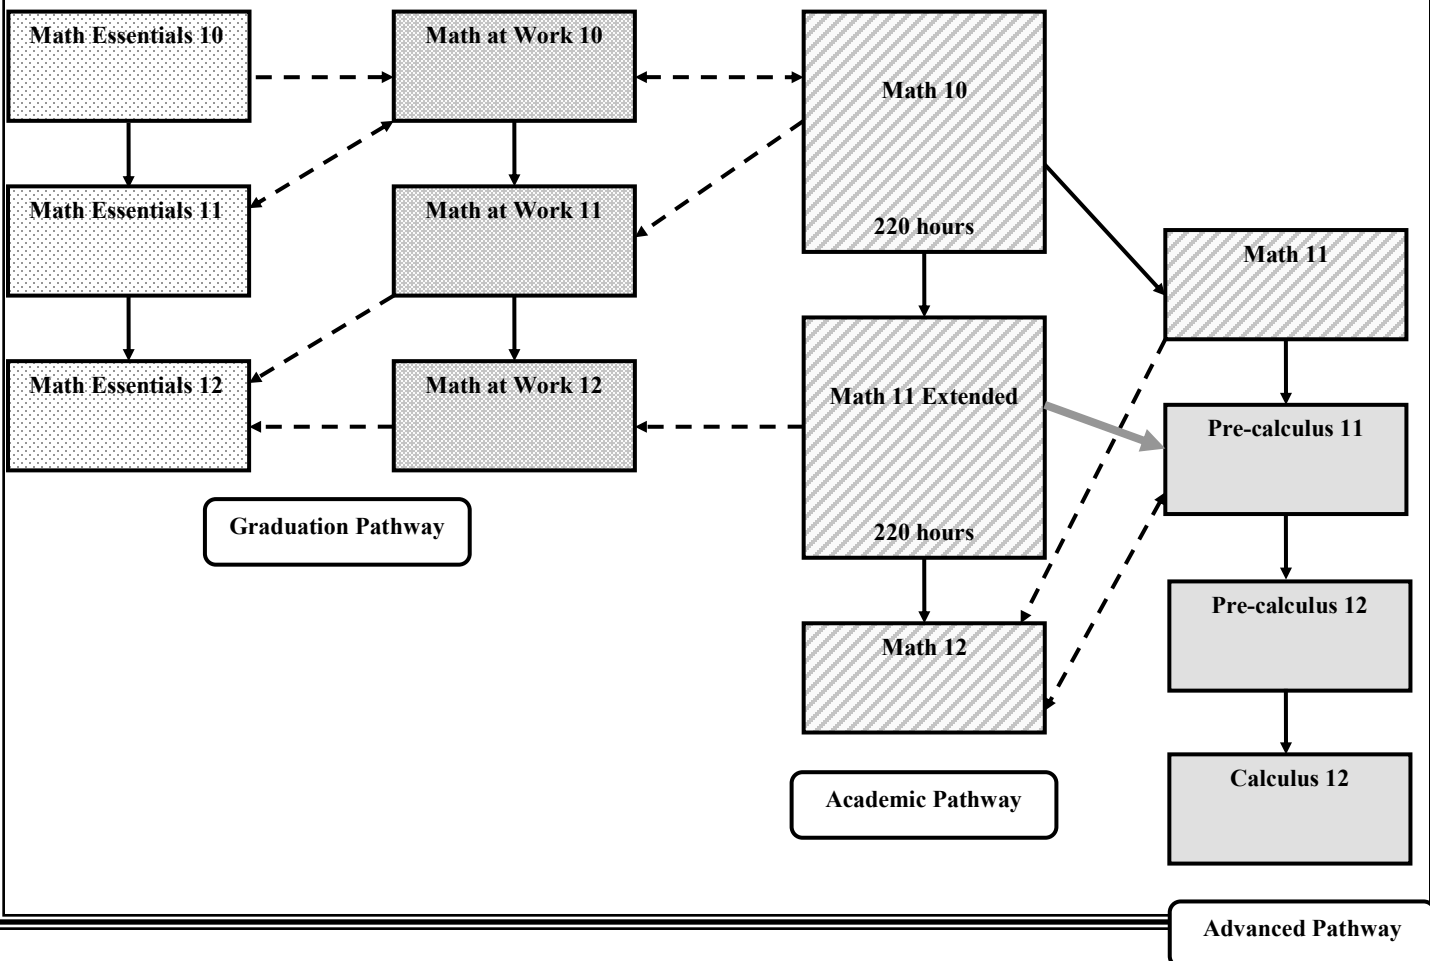 Math Essentials 10
Math at Work 10
Math 10
220 hours
Math Essentials 11
Math at Work 11
Math 11
Math Essentials 12
Math at Work 12
Math 11 Extended
220 hours
Pre-calculus 11
Graduation Pathway
Pre-calculus 12
Math 12
Calculus 12
Academic Pathway
Advanced Pathway